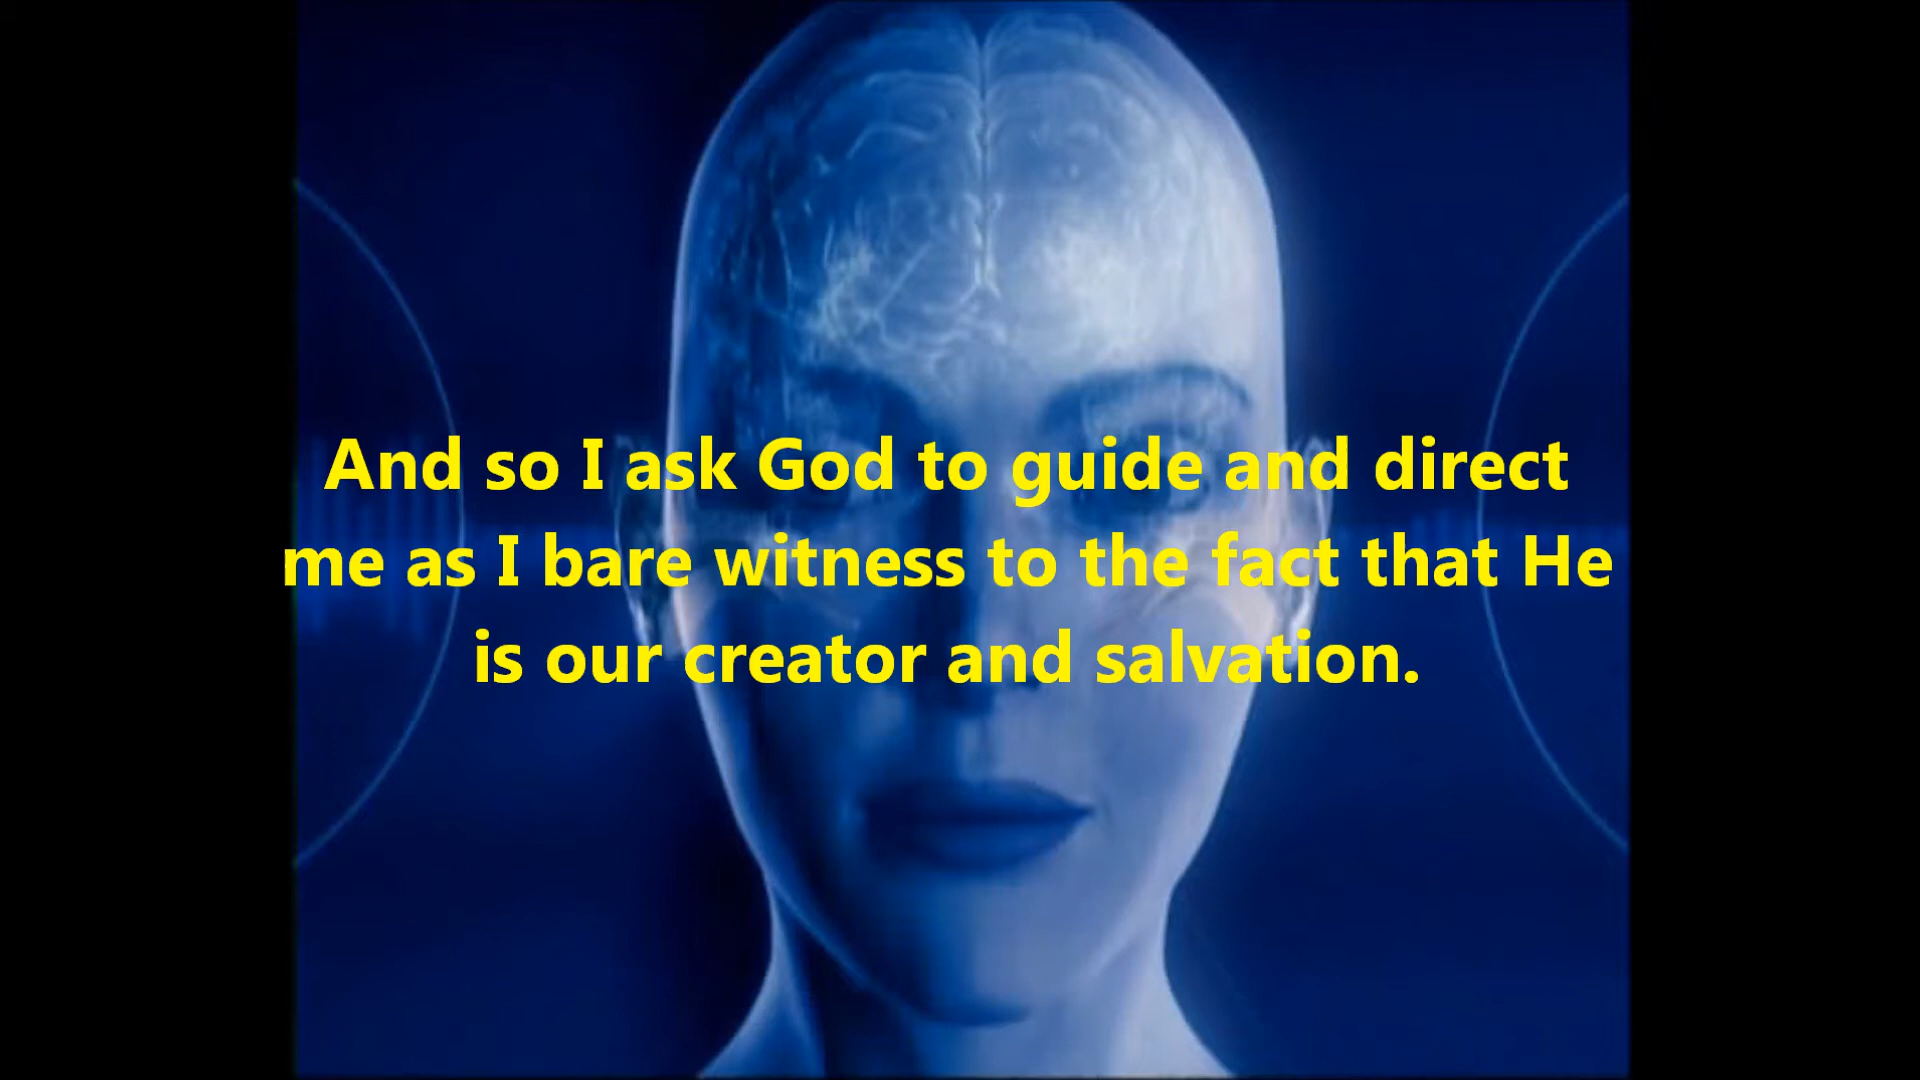 And so I ask God to guide and direct
me as I bare witness to the fact that He
is our creator and salvation.